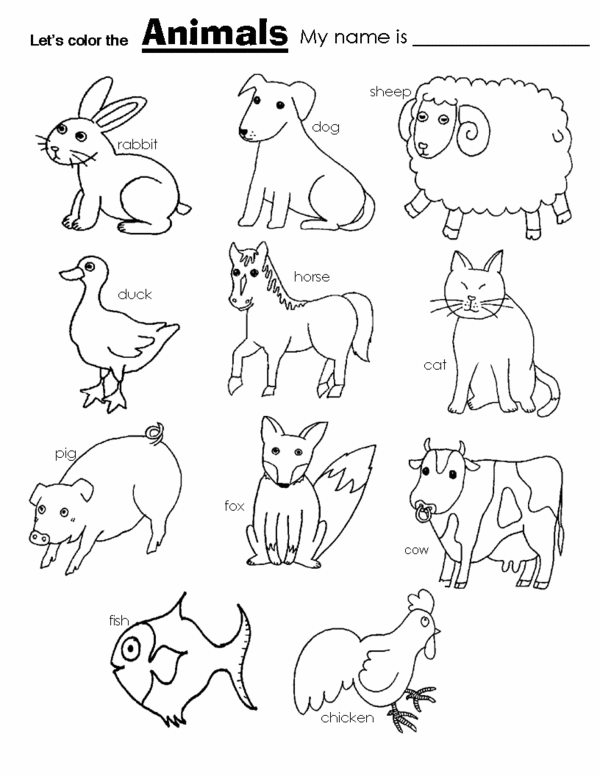 Let's color the Animals My name is
rabbit
dog
sheep
duck
horse
cat
pig
fox
cow
fish
chicken